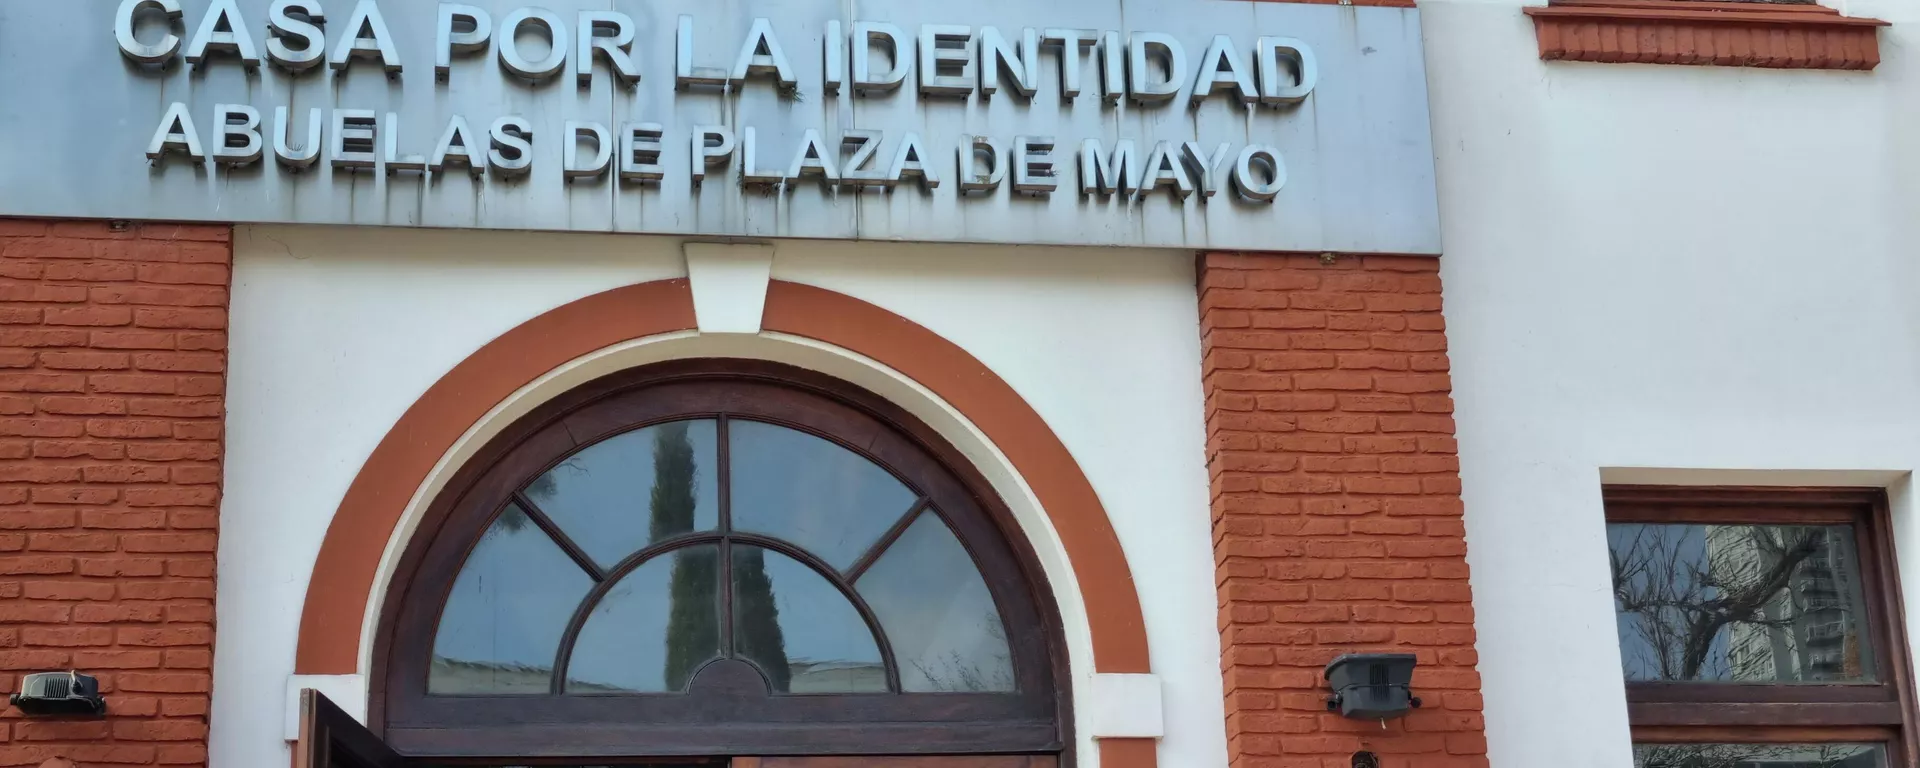 CASA POR LA IDENTIDAD
ABUELAS DE PLAZA DE MAYO